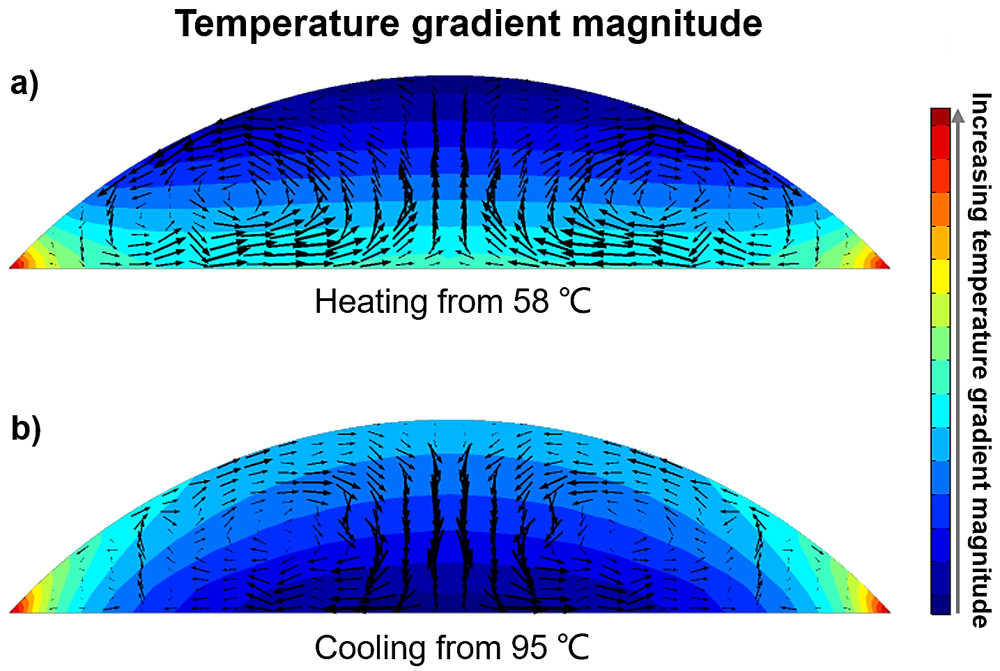 Temperature gradient magnitude
a)
Heating from 58 ℃
b)
Cooling from 95 ℃
Increasing temperature gradient magnitude